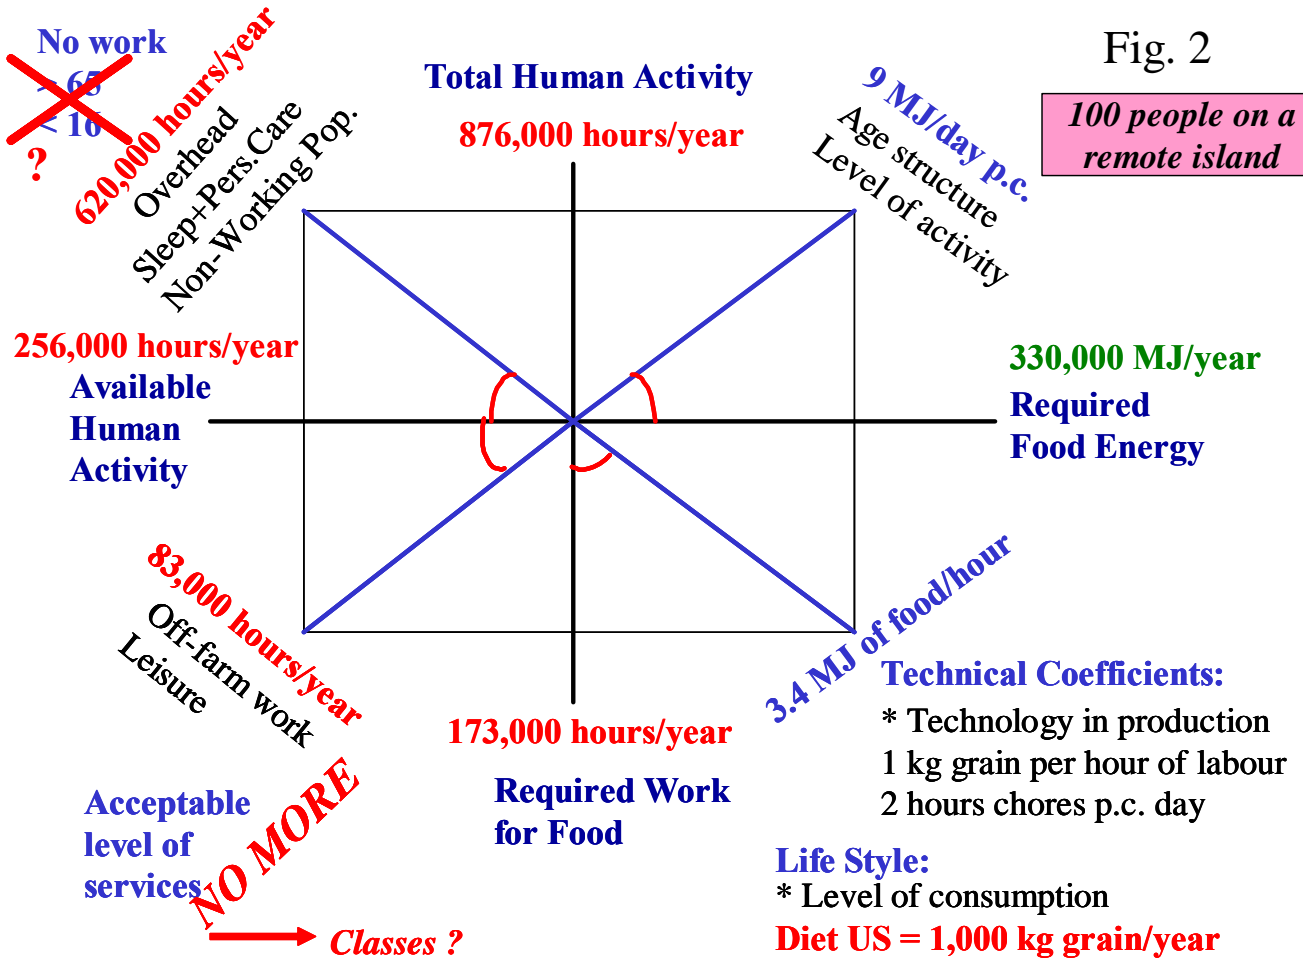 Fig. 2
100 people on a
remote island
No work
> 65
< 16
?
620,000 hours/year
Overhead
Sleep+Pers.Care
Non-Working Pop.
Total Human Activity
876,000 hours/year
9 MJ/day p.c.
Age structure
Level of activity
256,000 hours/year
Available
Human
Activity
330,000 MJ/year
Required
Food Energy
83,000 hours/year
Off-farm work
Leisure
173,000 hours/year
Required Work
for Food
3.4 MJ of food/hour
Technical Coefficients:
* Technology in production
1 kg grain per hour of labour
2 hours chores p.c. day
Acceptable
level of
services
NO MORE
Classes ?
Life Style:
* Level of consumption
Diet US = 1,000 kg grain/year